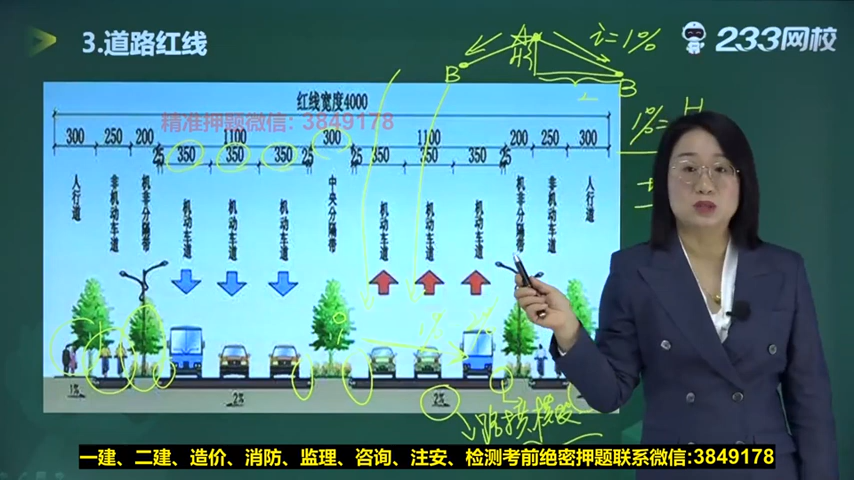 3.道路红线
233网校
A
B
H
i=1%
B
L
1%=H
红线宽度4000
精准押题微信: 3849178
300 250 200 1100 300 1100 200 250 300
25 350 350 350 25 25 350 350 350 25
人行道 非机动车道 机非分隔带 机动车道 机动车道 机动车道 中央分隔带 机动车道 机动车道 机动车道 机非分隔带 非机动车道 人行道
1% 2% 2%
一建、二建、造价、消防、监理、咨询、注安、检测考前绝密押题联系微信:3849178